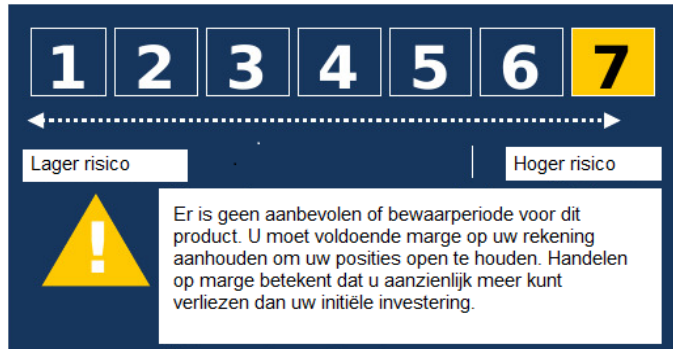 1 2 3 4 5 6 7
Lager risico Hoger risico
!
Er is geen aanbevolen of bewaarperiode voor dit
product. U moet voldoende marge op uw rekening
aanhouden om uw posities open te houden. Handelen
op marge betekent dat u aanzienlijk meer kunt
verliezen dan uw initiële investering.